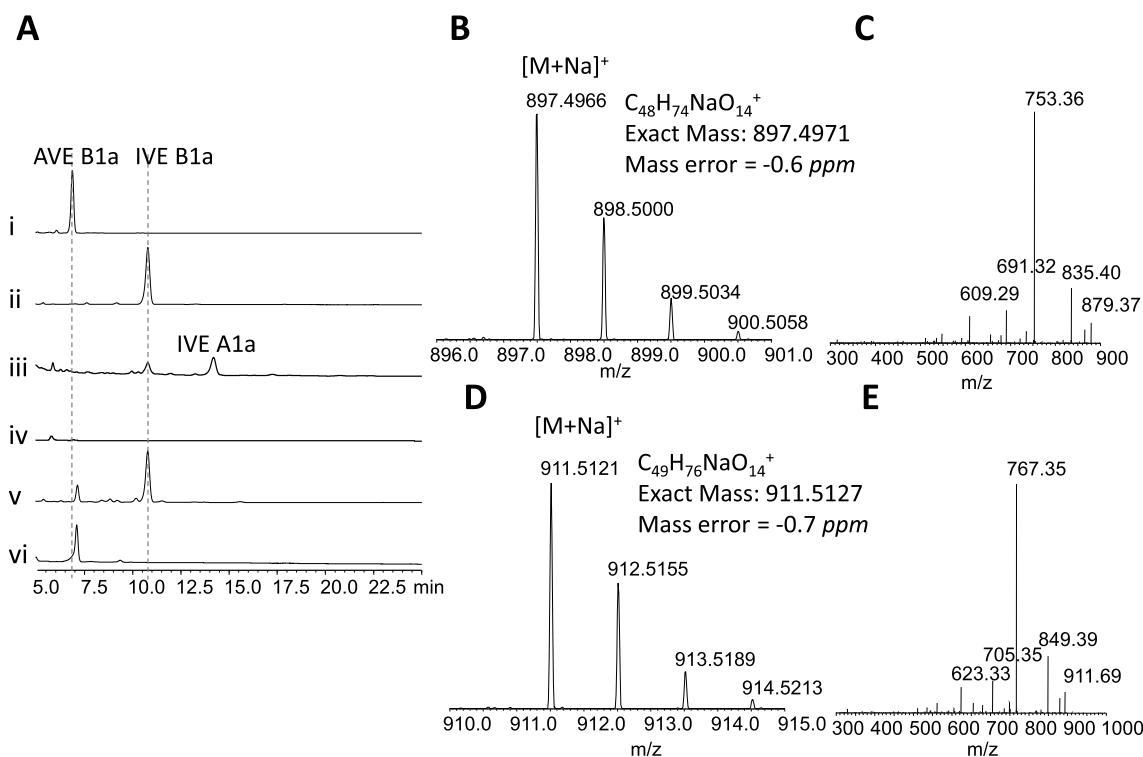 A
AVE B1a IVE B1a
i
ii
IVE A1a
iii
iv
v
vi
5.0 7.5 10.0 12.5 15.0 17.5 20.0 22.5 min
B
[M+Na]⁺
897.4966
C₄₈H₇₄NaO₁₄⁺
Exact Mass: 897.4971
Mass error = -0.6 ppm
898.5000
899.5034
900.5058
896.0 897.0 898.0 899.0 900.0 901.0
m/z
C
753.36
691.32
835.40
609.29
879.37
300 400 500 600 700 800 900
m/z
D
[M+Na]⁺
911.5121
C₄₉H₇₆NaO₁₄⁺
Exact Mass: 911.5127
Mass error = -0.7 ppm
912.5155
913.5189
914.5213
910.0 911.0 912.0 913.0 914.0 915.0
m/z
E
767.35
849.39
705.35
623.33
911.69
300 400 500 600 700 800 900 1000
m/z